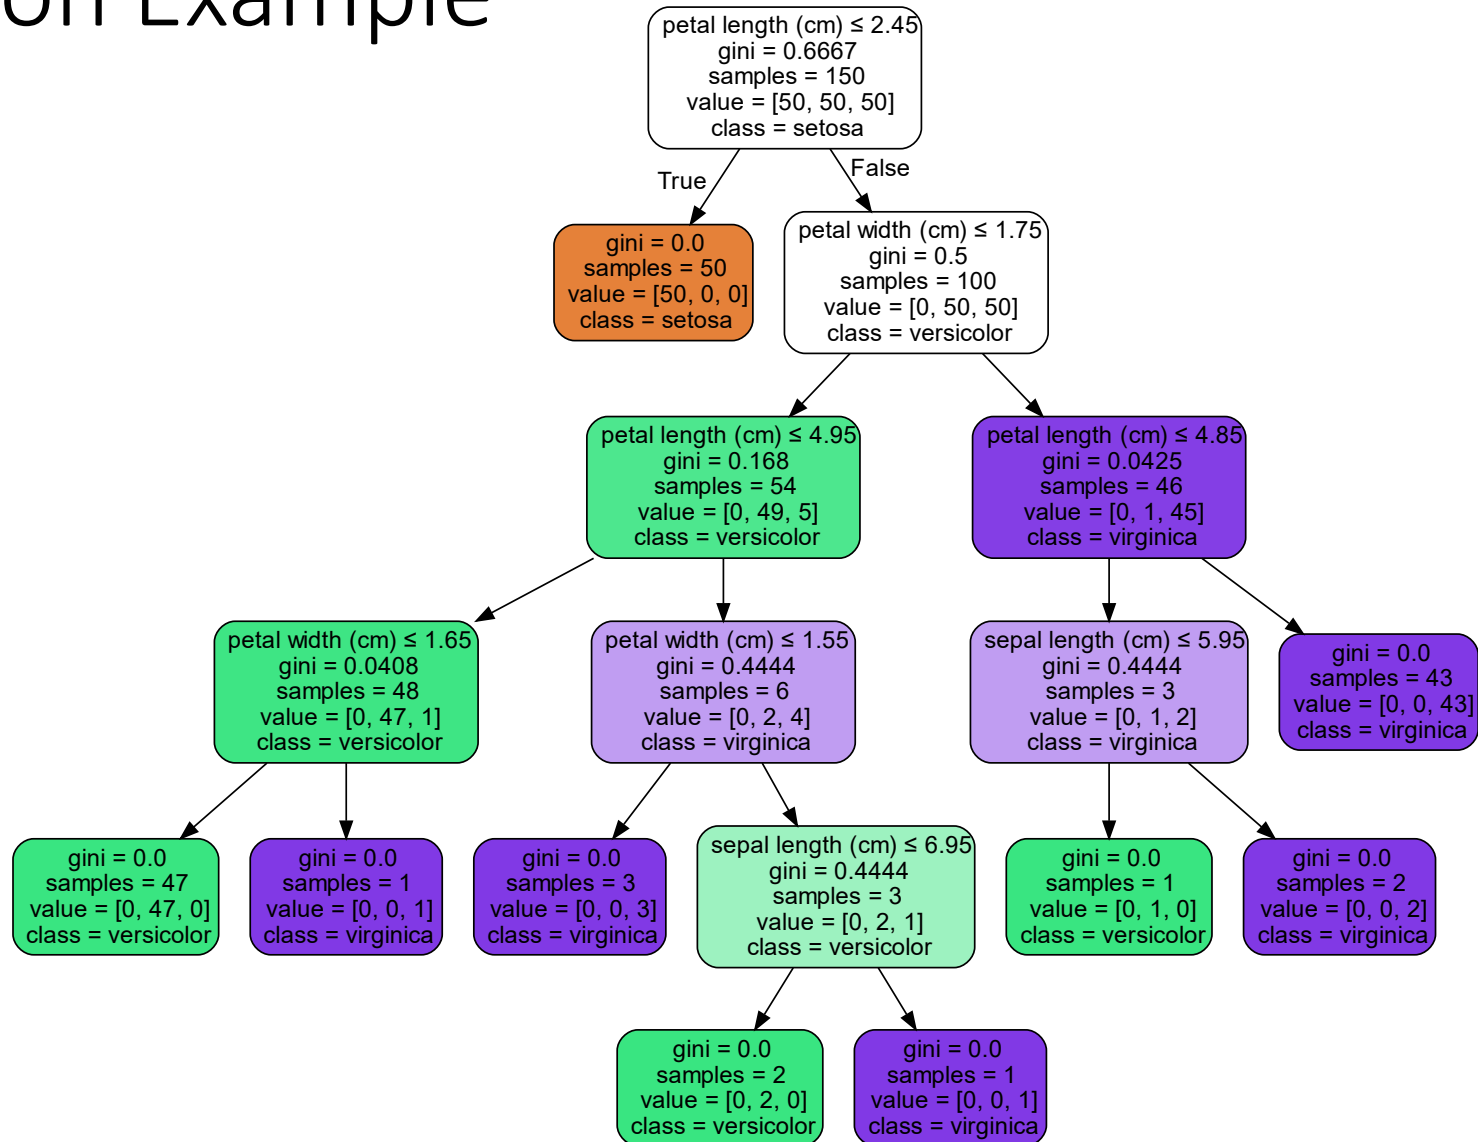 on Example
petal length (cm) ≤ 2.45
gini = 0.6667
samples = 150
value = [50, 50, 50]
class = setosa
True
False
gini = 0.0
samples = 50
value = [50, 0, 0]
class = setosa
petal width (cm) ≤ 1.75
gini = 0.5
samples = 100
value = [0, 50, 50]
class = versicolor
petal length (cm) ≤ 4.95
gini = 0.168
samples = 54
value = [0, 49, 5]
class = versicolor
petal length (cm) ≤ 4.85
gini = 0.0425
samples = 46
value = [0, 1, 45]
class = virginica
petal width (cm) ≤ 1.65
gini = 0.0408
samples = 48
value = [0, 47, 1]
class = versicolor
petal width (cm) ≤ 1.55
gini = 0.4444
samples = 6
value = [0, 2, 4]
class = virginica
sepal length (cm) ≤ 5.95
gini = 0.4444
samples = 3
value = [0, 1, 2]
class = virginica
gini = 0.0
samples = 43
value = [0, 0, 43]
class = virginica
gini = 0.0
samples = 47
value = [0, 47, 0]
class = versicolor
gini = 0.0
samples = 1
value = [0, 0, 1]
class = virginica
gini = 0.0
samples = 3
value = [0, 0, 3]
class = virginica
sepal length (cm) ≤ 6.95
gini = 0.4444
samples = 3
value = [0, 2, 1]
class = versicolor
gini = 0.0
samples = 1
value = [0, 1, 0]
class = versicolor
gini = 0.0
samples = 2
value = [0, 0, 2]
class = virginica
gini = 0.0
samples = 2
value = [0, 2, 0]
class = versicolor
gini = 0.0
samples = 1
value = [0, 0, 1]
class = virginica